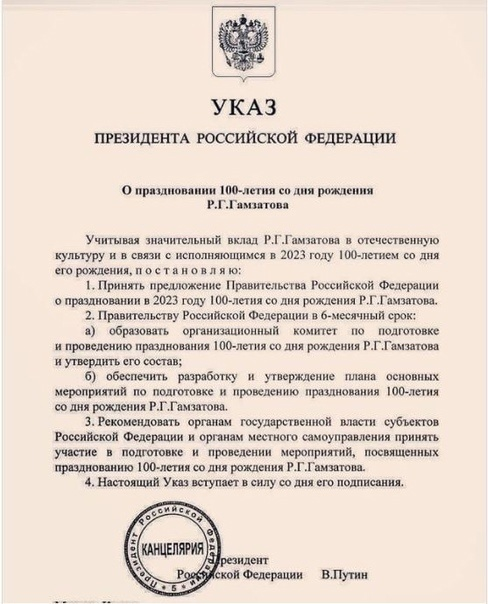 УКАЗ
ПРЕЗИДЕНТА РОССИЙСКОЙ ФЕДЕРАЦИИ
О праздновании 100-летия со дня рождения
Р.Г.Гамзатова
Учитывая значительный вклад Р.Г.Гамзатова в отечественную
культуру и в связи с исполняющимся в 2023 году 100-летием со дня
его рождения, п о с т а н о в л я ю:
1. Принять предложение Правительства Российской Федерации
о праздновании в 2023 году 100-летия со дня рождения Р.Г.Гамзатова.
2. Правительству Российской Федерации в 6-месячный срок:
а) образовать организационный комитет по подготовке
и проведению празднования 100-летия со дня рождения Р.Г.Гамзатова
и утвердить его состав;
б) обеспечить разработку и утверждение плана основных
мероприятий по подготовке и проведению празднования 100-летия
со дня рождения Р.Г.Гамзатова.
3. Рекомендовать органам государственной власти субъектов
Российской Федерации и органам местного самоуправления принять
участие в подготовке и проведении мероприятий, посвященных
празднованию 100-летия со дня рождения Р.Г.Гамзатова.
4. Настоящий Указ вступает в силу со дня его подписания.
Президент Российской Федерации
КАНЦЕЛЯРИЯ
5
Президент
Российской Федерации В.Путин